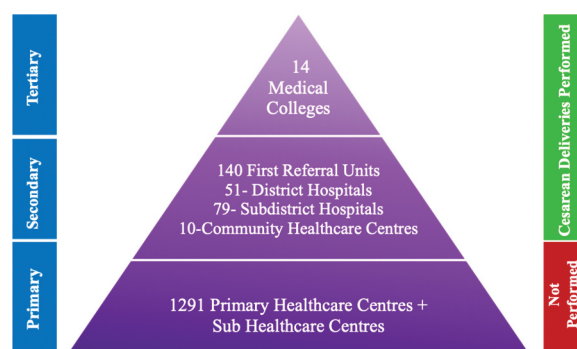 Tertiary
14
Medical
Colleges
Cesarean Deliveries Performed
Secondary
140 First Referral Units
51- District Hospitals
79- Subdistrict Hospitals
10-Community Healthcare Centres
Primary
1291 Primary Healthcare Centres +
Sub Healthcare Centres
Not
Performed